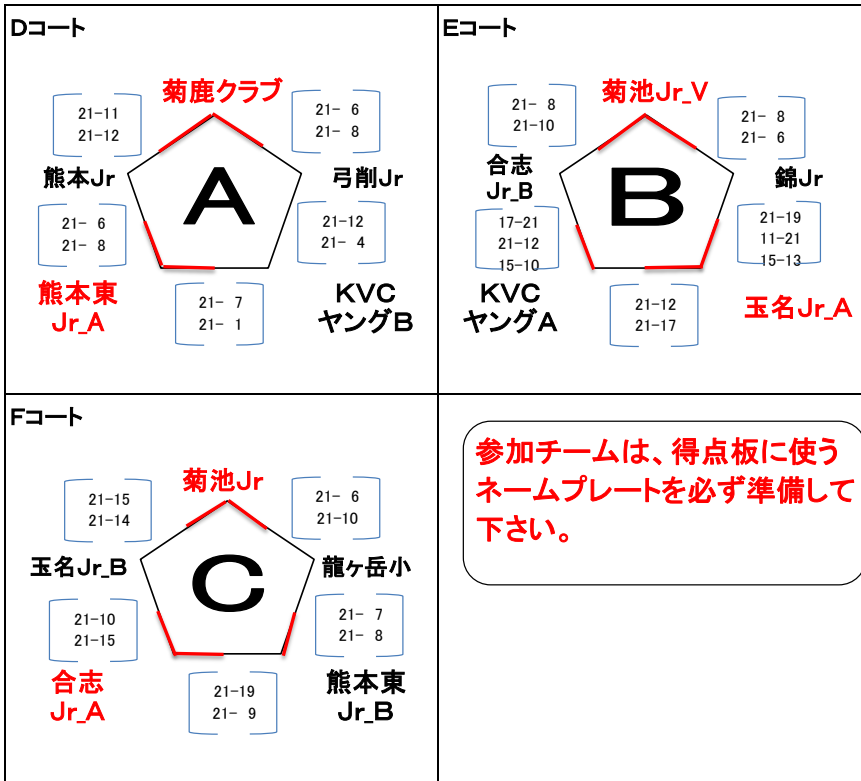 Dコート
菊鹿クラブ
21-11
21-12
21- 6
21- 8
熊本Jr
A
弓削Jr
21- 6
21- 8
21-12
21- 4
熊本東
Jr_A
21- 7
21- 1
KVC
ヤングB
Eコート
菊池Jr_V
21- 8
21-10
21- 8
21- 6
合志
Jr_B
B
錦Jr
17-21
21-12
15-10
21-19
11-21
15-13
KVC
ヤングA
21-12
21-17
玉名Jr_A
Fコート
菊池Jr
21-15
21-14
21- 6
21-10
玉名Jr_B
C
龍ヶ岳小
21-10
21-15
21- 7
21- 8
合志
Jr_A
21-19
21- 9
熊本東
Jr_B
参加チームは、得点板に使う
ネームプレートを必ず準備して
下さい。